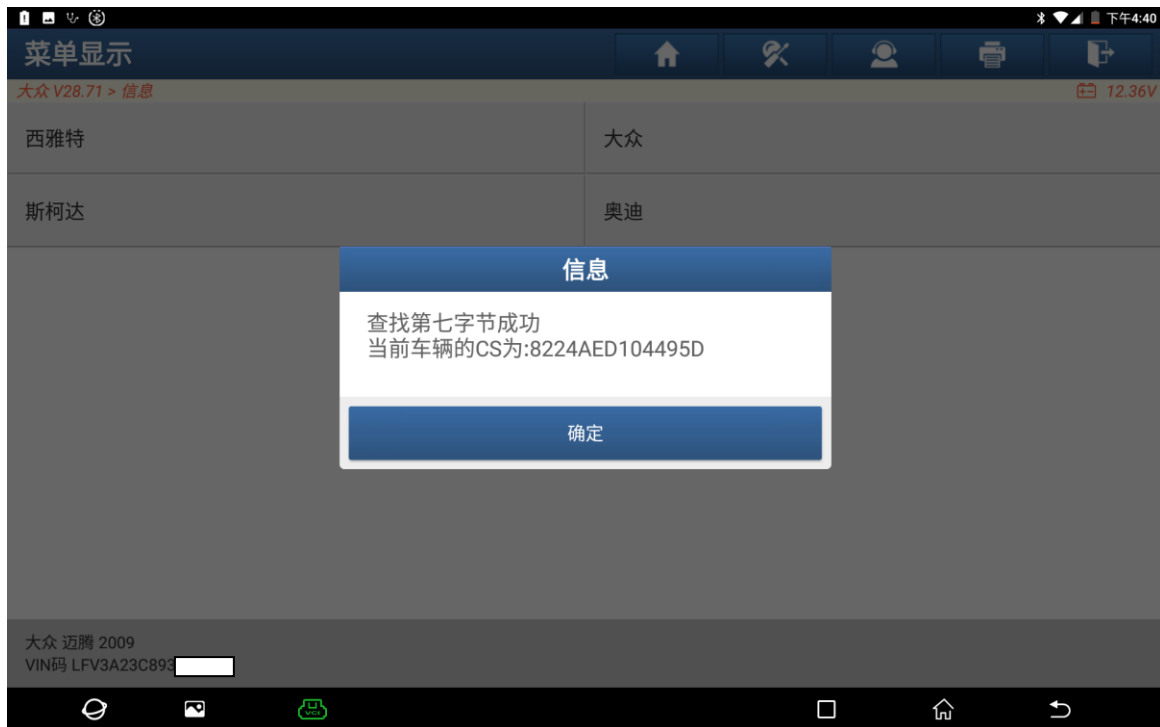 下午4:40
菜单显示
大众 V28.71 > 信息
12.36V
西雅特
大众
斯柯达
奥迪
信息
查找第七字节成功
当前车辆的CS为:8224AED104495D
确定
大众 迈腾 2009
VIN码 LFV3A23C893
VCI